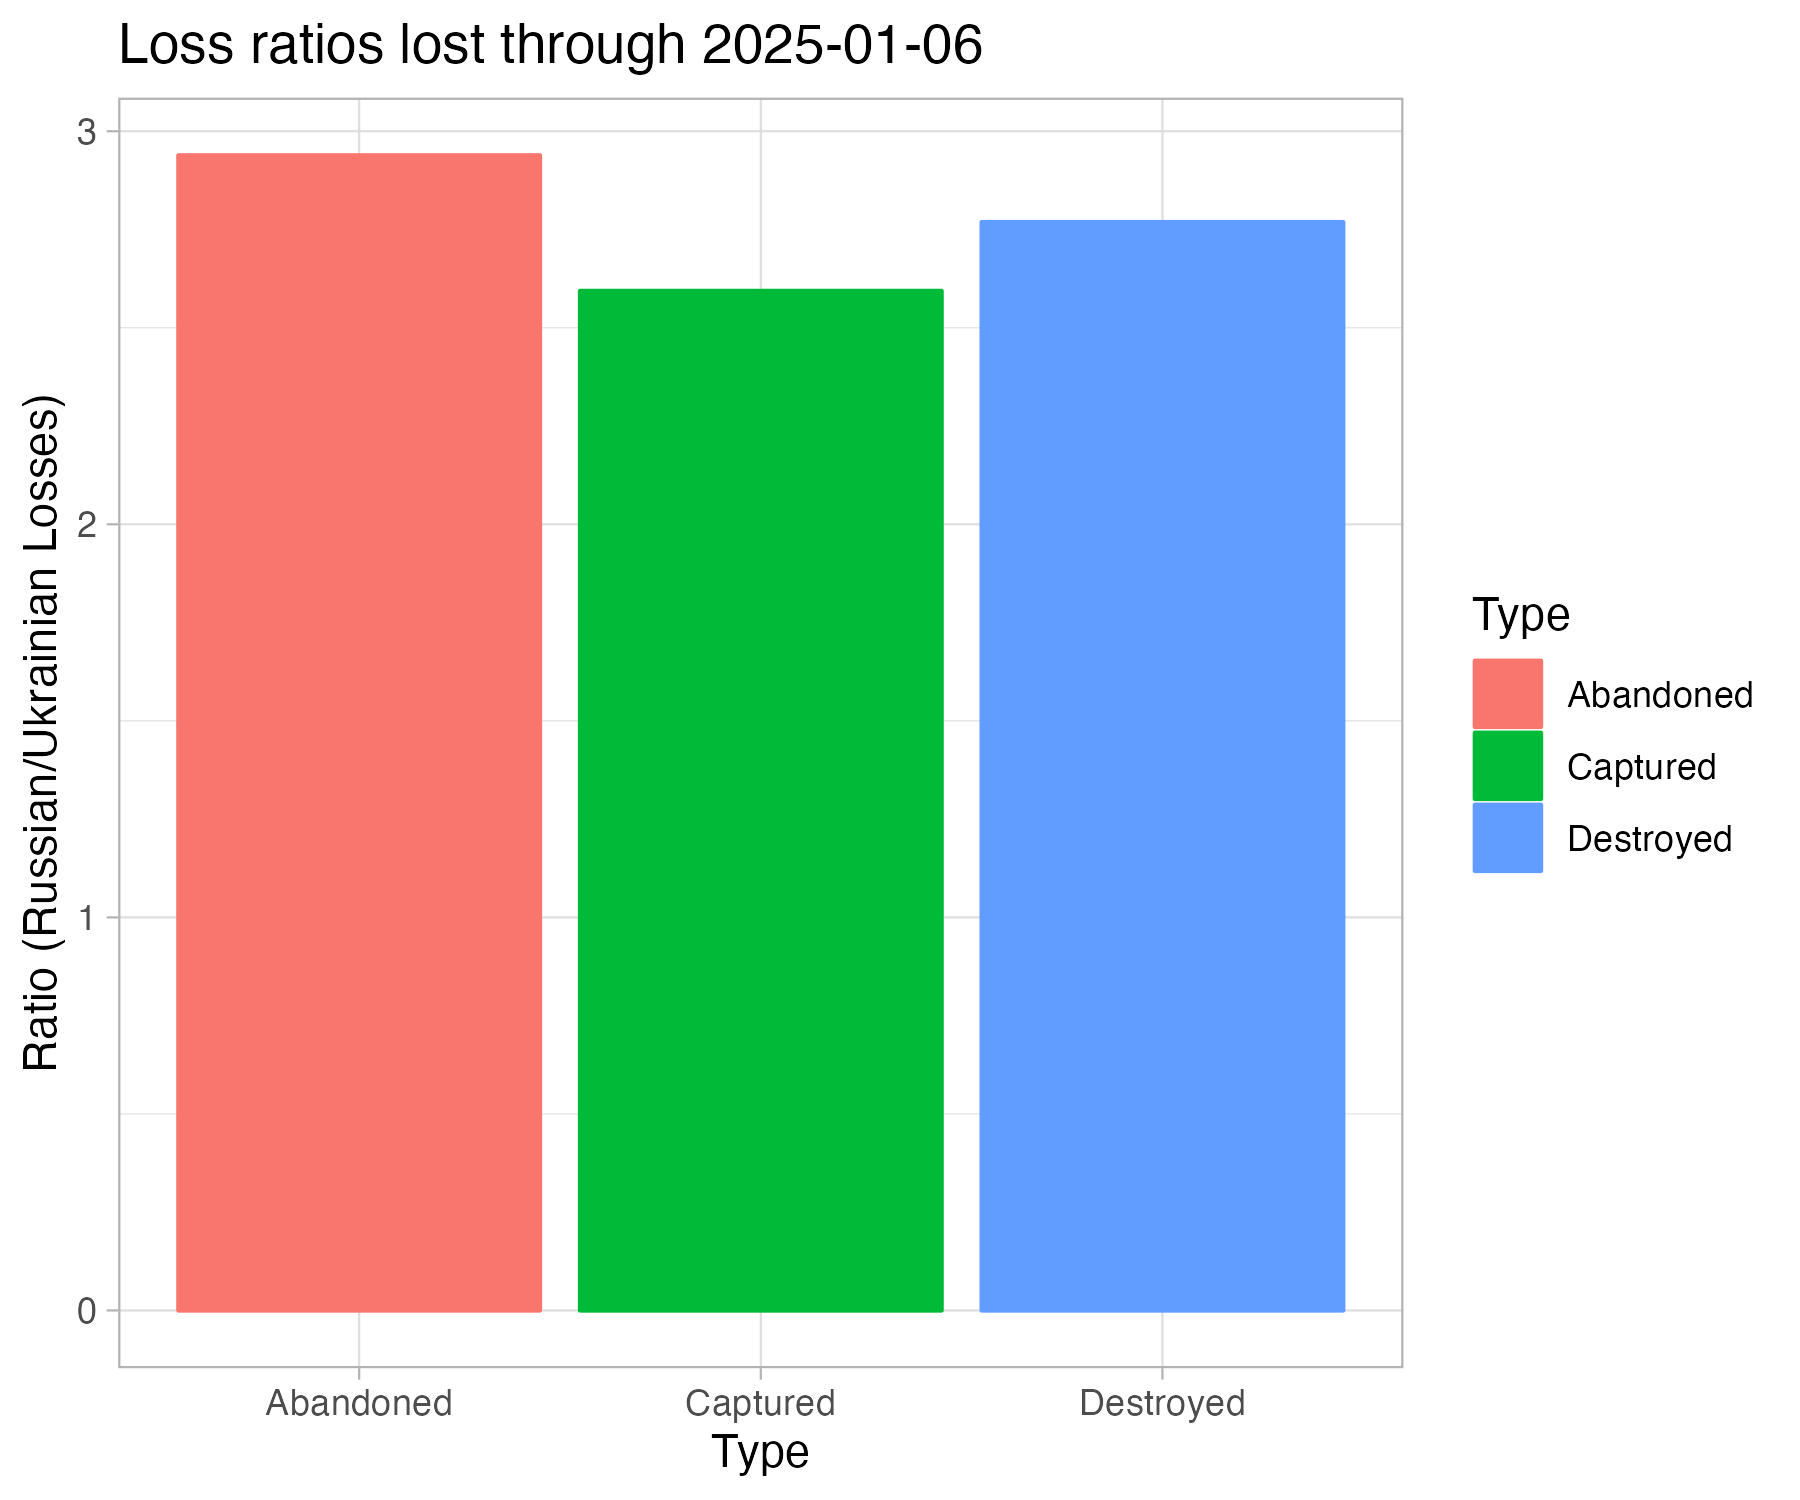 Loss ratios lost through 2025-01-06
Ratio (Russian/Ukrainian Losses)
3
2
1
0
Abandoned
Captured
Destroyed
Type
Type
Abandoned
Captured
Destroyed